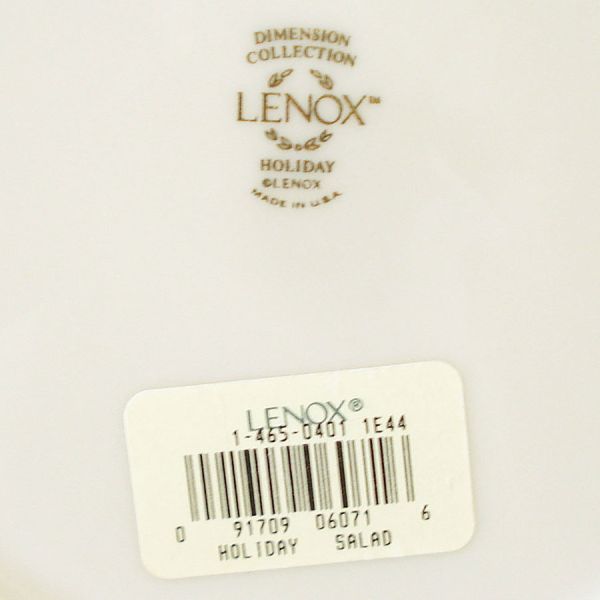 DIMENSION
COLLECTION
LENOX™
HOLIDAY
©LENOX
MADE IN U.S.A.
LENOX®
1-465-0401 1E44
0 91709 06071 6
HOLIDAY SALAD